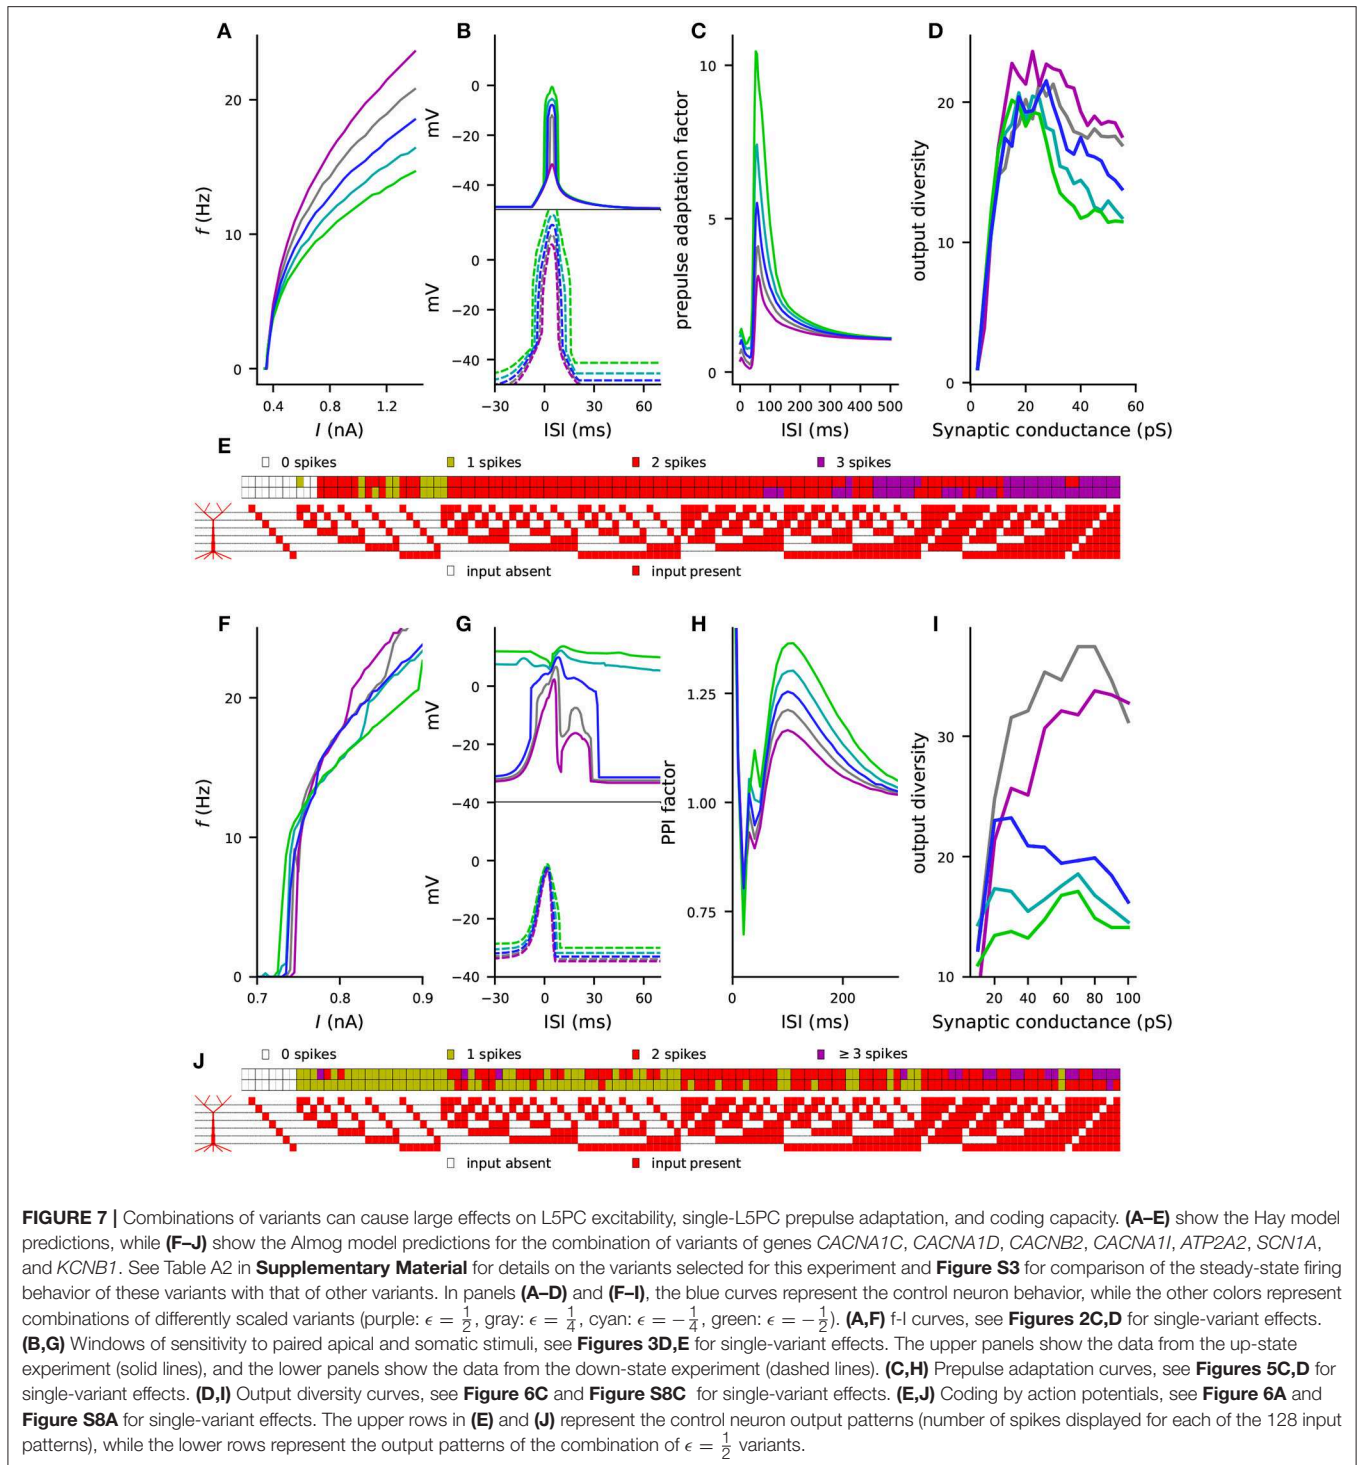 A
B
C
D
20
10
0
f (Hz)
0.4
0.8
1.2
I (nA)
0
−20
−40
mV
0
−20
−40
mV
−30
0
30
60
ISI (ms)
10
5
0
prepulse adaptation factor
0
100 200 300 400 500
ISI (ms)
20
10
0
output diversity
0
20
40
60
Synaptic conductance (pS)
E
0 spikes
1 spikes
2 spikes
3 spikes
input absent
input present
F
G
H
I
20
10
0
f (Hz)
0.7
0.8
0.9
I (nA)
0
−20
−40
mV
0
−20
−40
mV
−30
0
30
60
ISI (ms)
1.25
1.00
0.75
PPI factor
0
200
ISI (ms)
30
20
10
output diversity
20
40
60
80
100
Synaptic conductance (pS)
J
0 spikes
1 spikes
2 spikes
≥ 3 spikes
input absent
input present
FIGURE 7 | Combinations of variants can cause large effects on L5PC excitability, single-L5PC prepulse adaptation, and coding capacity. (A–E) show the Hay model
predictions, while (F–J) show the Almog model predictions for the combination of variants of genes CACNA1C, CACNA1D, CACNB2, CACNA1I, ATP2A2, SCN1A,
and KCNB1. See Table A2 in Supplementary Material for details on the variants selected for this experiment and Figure S3 for comparison of the steady-state firing
behavior of these variants with that of other variants. In panels (A–D) and (F–I), the blue curves represent the control neuron behavior, while the other colors represent
combinations of differently scaled variants (purple: ϵ = 1/2, gray: ϵ = 1/4, cyan: ϵ = −1/4, green: ϵ = −1/2). (A,F) f-I curves, see Figures 2C,D for single-variant effects.
(B,G) Windows of sensitivity to paired apical and somatic stimuli, see Figures 3D,E for single-variant effects. The upper panels show the data from the up-state
experiment (solid lines), and the lower panels show the data from the down-state experiment (dashed lines). (C,H) Prepulse adaptation curves, see Figures 5C,D for
single-variant effects. (D,I) Output diversity curves, see Figure 6C and Figure S8C for single-variant effects. (E,J) Coding by action potentials, see Figure 6A and
Figure S8A for single-variant effects. The upper rows in (E) and (J) represent the control neuron output patterns (number of spikes displayed for each of the 128 input
patterns), while the lower rows represent the output patterns of the combination of ϵ = 1/2 variants.